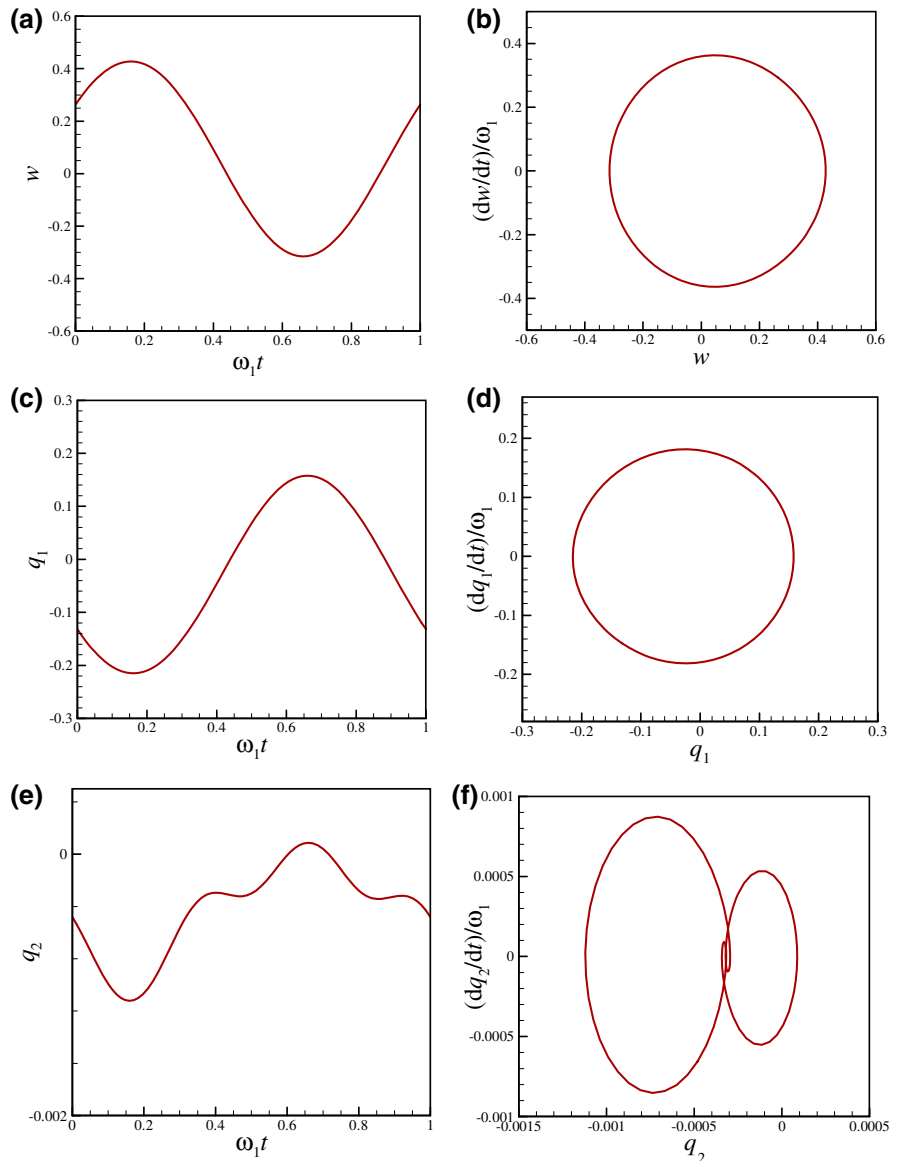 (a)
0.6
0.4
0.2
0
-0.2
-0.4
-0.6
w
0 0.2 0.4 0.6 0.8 1
ω₁t
(b)
0.4
0.2
0
-0.2
-0.4
(dw/dt)/ω₁
-0.6 -0.4 -0.2 0 0.2 0.4 0.6
w
(c)
0.3
0.2
0.1
0
-0.1
-0.2
-0.3
q₁
0 0.2 0.4 0.6 0.8 1
ω₁t
(d)
0.2
0.1
0
-0.1
-0.2
(dq₁/dt)/ω₁
-0.3 -0.2 -0.1 0 0.1 0.2 0.3
q₁
(e)
0
-0.002
q₂
0 0.2 0.4 0.6 0.8 1
ω₁t
(f)
0.001
0.0005
0
-0.0005
-0.001
(dq₂/dt)/ω₁
-0.0015 -0.001 -0.0005 0 0.0005
q₂